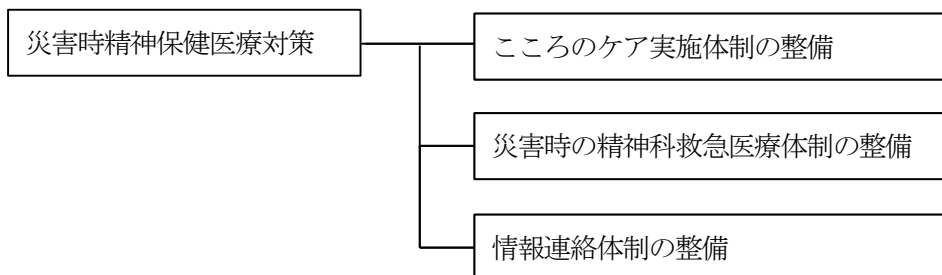 災害時精神保健医療対策
こころのケア実施体制の整備
災害時の精神科救急医療体制の整備
情報連絡体制の整備